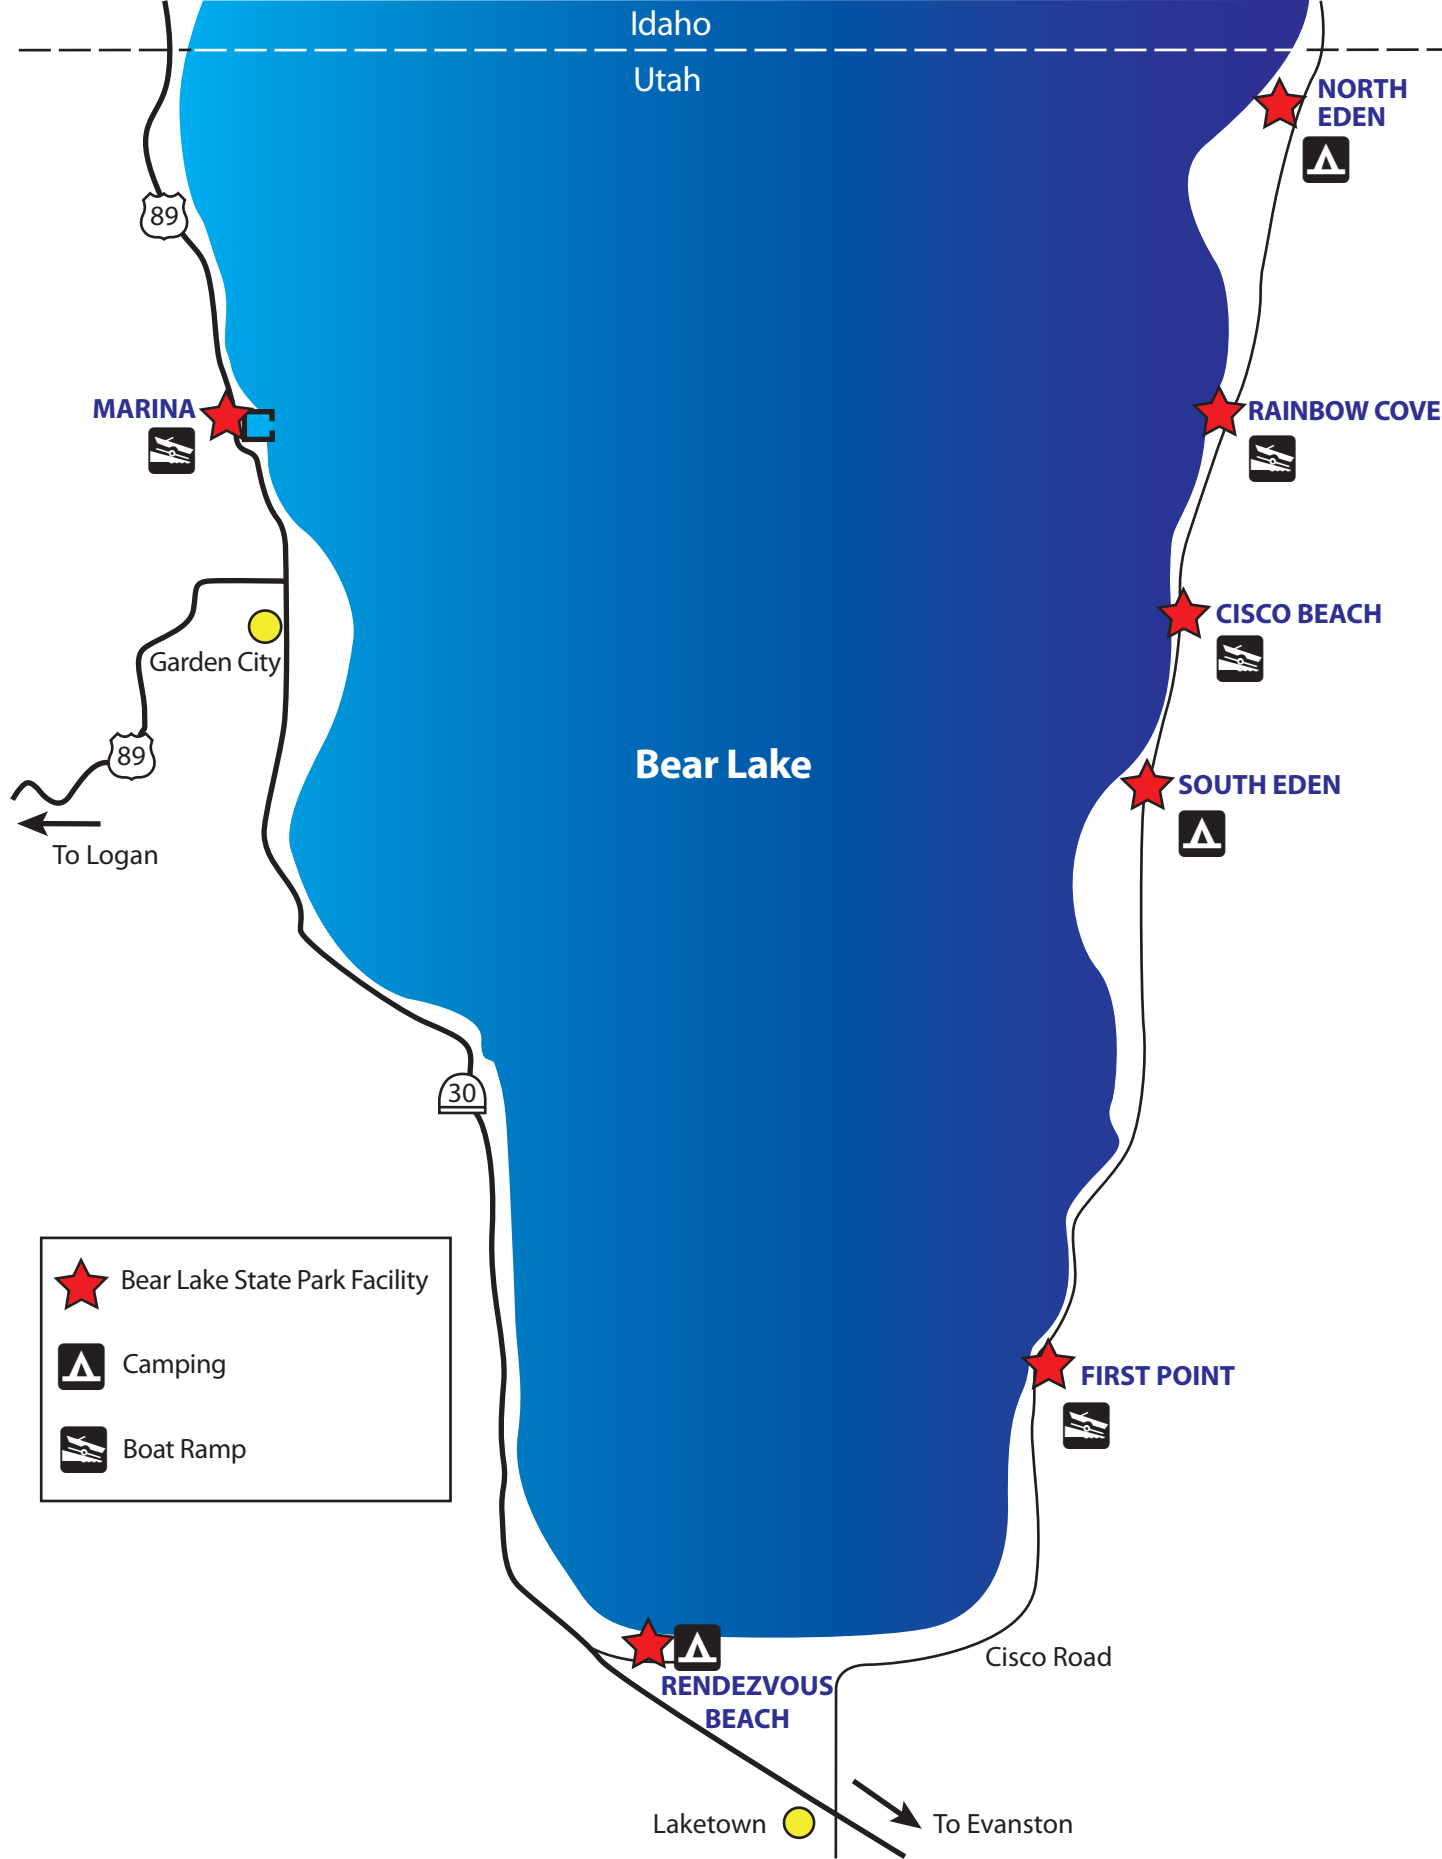 Idaho
Utah
NORTH
EDEN
89
MARINA
RAINBOW COVE
CISCO BEACH
Garden City
89
Bear Lake
SOUTH EDEN
To Logan
30
Bear Lake State Park Facility
Camping
Boat Ramp
FIRST POINT
Cisco Road
RENDEZVOUS
BEACH
Laketown
To Evanston